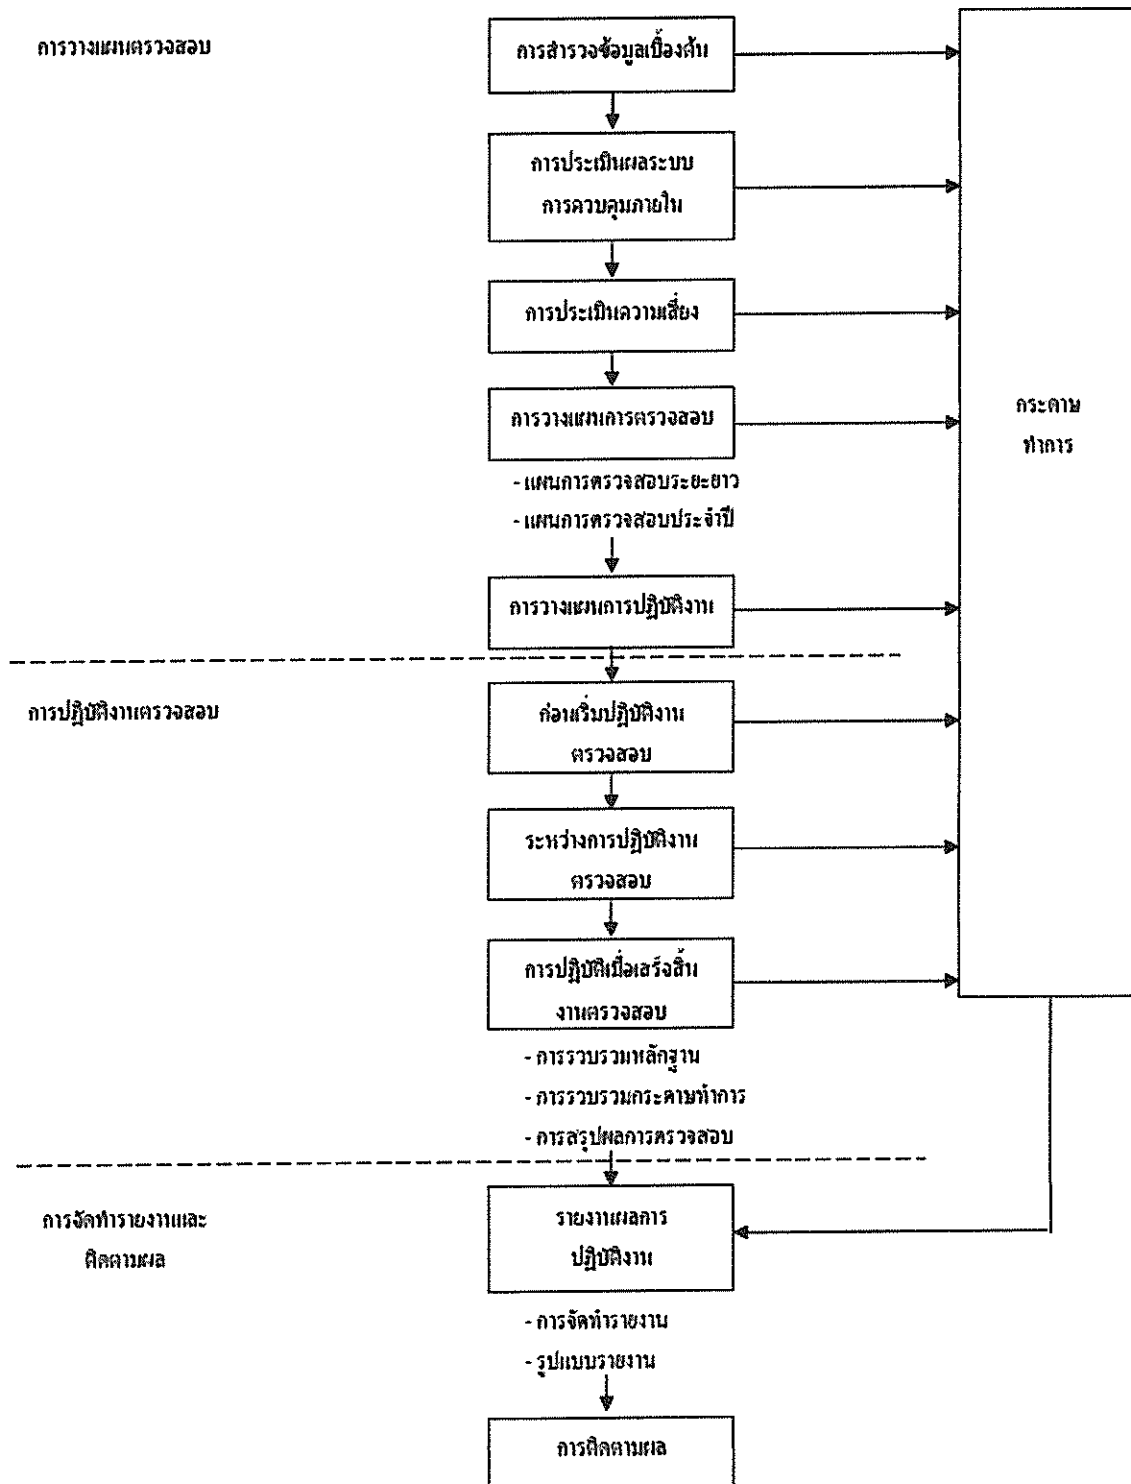 การวางแผนตรวจสอบ
การสำรวจข้อมูลเบื้องต้น
การประเมินผลระบบ
การควบคุมภายใน
การประเมินความเสี่ยง
การวางแผนการตรวจสอบ
- แผนการตรวจสอบระยะยาว
- แผนการตรวจสอบประจำปี
การวางแผนการปฏิบัติงาน
กระดาษ
ทำการ
การปฏิบัติงานตรวจสอบ
ก่อนเริ่มปฏิบัติงาน
ตรวจสอบ
ระหว่างการปฏิบัติงาน
ตรวจสอบ
การปฏิบัติเมื่อเสร็จสิ้น
งานตรวจสอบ
- การรวบรวมหลักฐาน
- การรวบรวมกระดาษทำการ
- การสรุปผลการตรวจสอบ
การจัดทำรายงานและ
ติดตามผล
รายงานผลการ
ปฏิบัติงาน
- การจัดทำรายงาน
- รูปแบบรายงาน
การติดตามผล